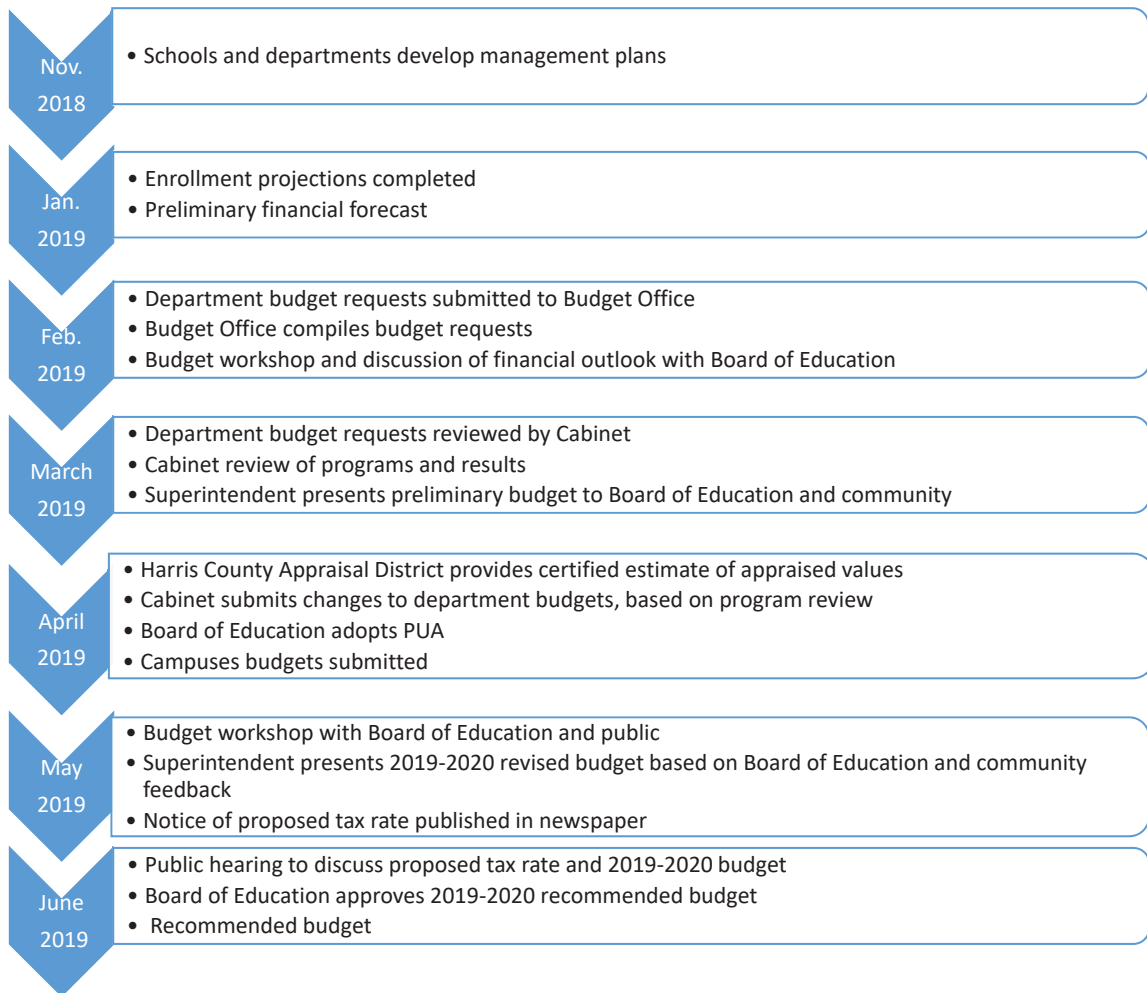 Nov.
2018
• Schools and departments develop management plans
Jan.
2019
• Enrollment projections completed
• Preliminary financial forecast
Feb.
2019
• Department budget requests submitted to Budget Office
• Budget Office compiles budget requests
• Budget workshop and discussion of financial outlook with Board of Education
March
2019
• Department budget requests reviewed by Cabinet
• Cabinet review of programs and results
• Superintendent presents preliminary budget to Board of Education and community
April
2019
• Harris County Appraisal District provides certified estimate of appraised values
• Cabinet submits changes to department budgets, based on program review
• Board of Education adopts PUA
• Campuses budgets submitted
May
2019
• Budget workshop with Board of Education and public
• Superintendent presents 2019-2020 revised budget based on Board of Education and community
feedback
• Notice of proposed tax rate published in newspaper
June
2019
• Public hearing to discuss proposed tax rate and 2019-2020 budget
• Board of Education approves 2019-2020 recommended budget
• Recommended budget